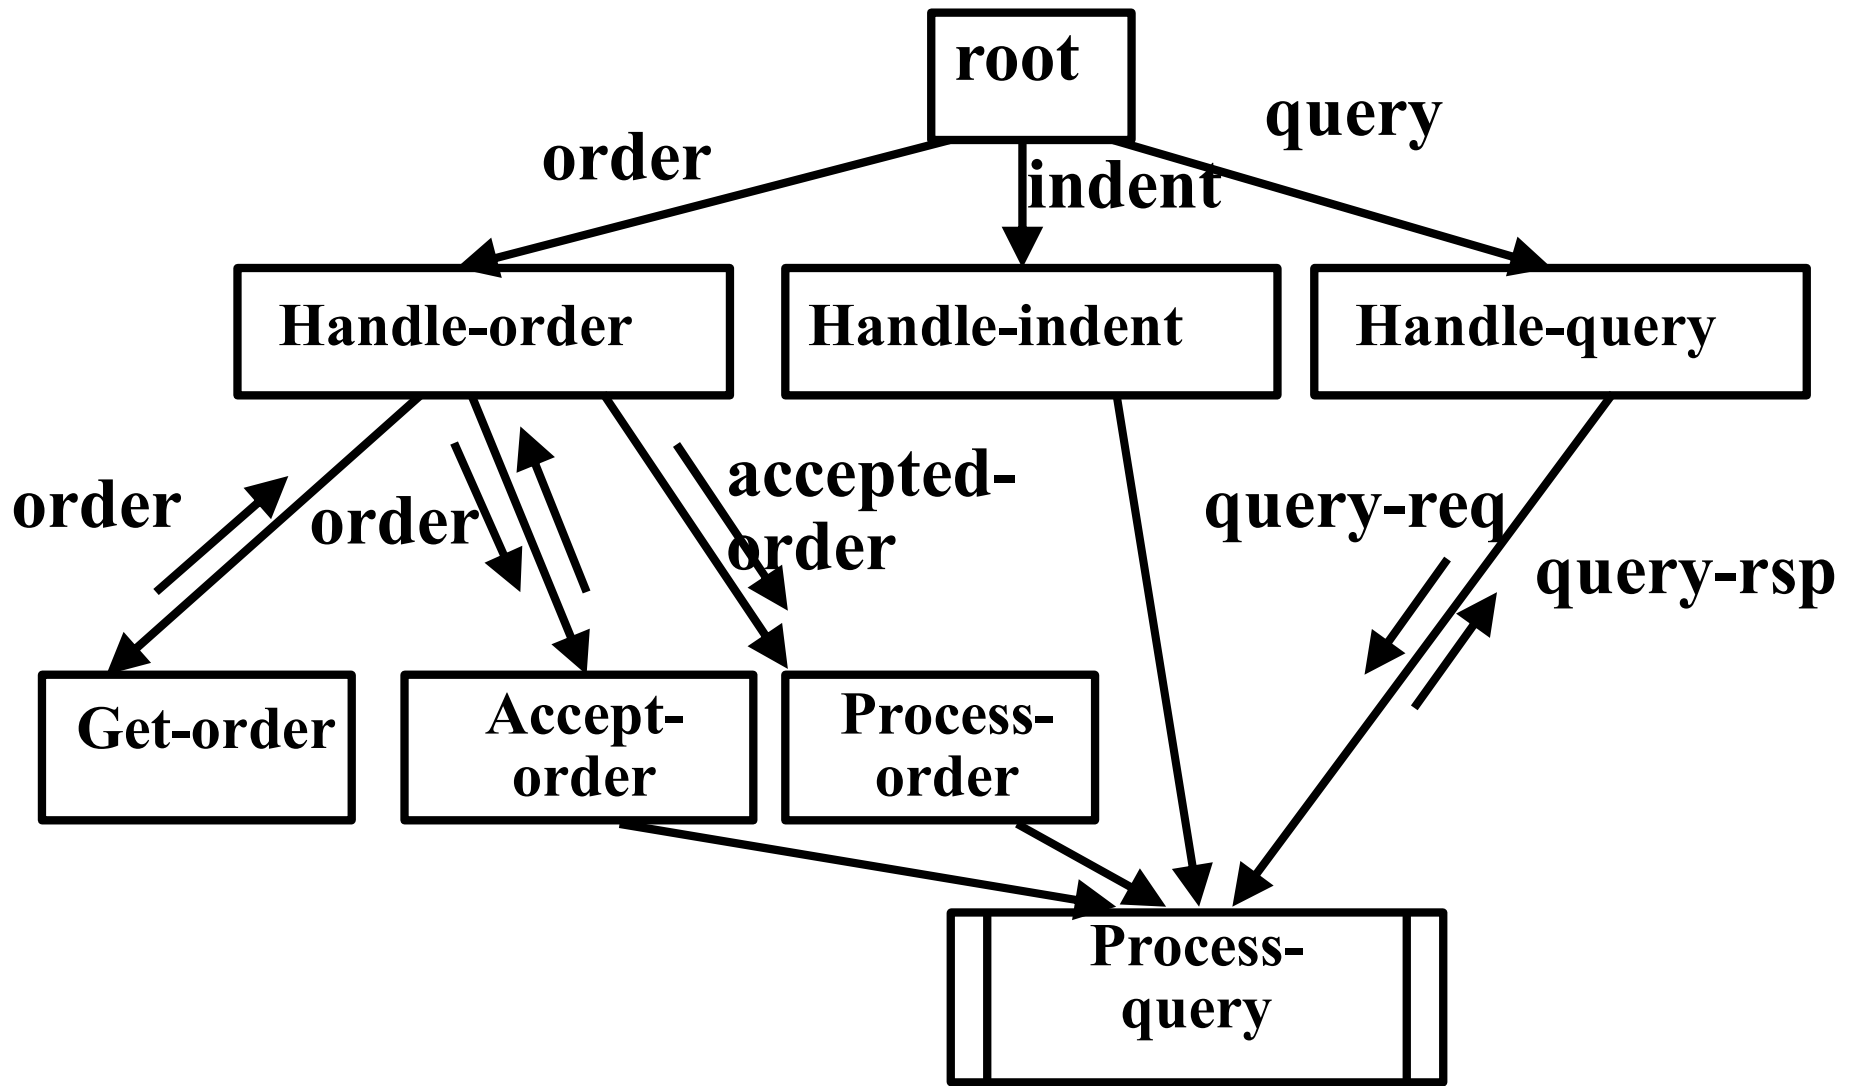 root
query
order
indent
Handle-order
Handle-indent
Handle-query
accepted-
order
order
order
query-req
query-rsp
Get-order
Accept-
order
Process-
order
Process-
query